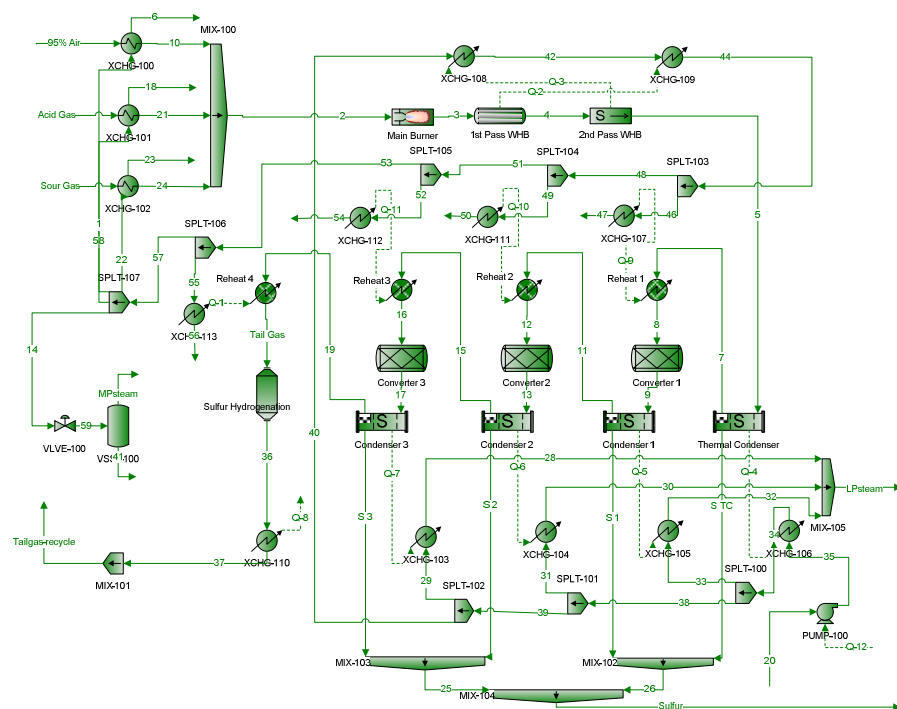 6
MIX-100
95% Air
10
XCHG-100
42
44
XCHG-108
XCHG-109
Q-3
Q-2
18
Acid Gas
21
XCHG-101
2
3
4
Main Burner
1st Pass WHB
2nd Pass WHB
23
Sour Gas
24
XCHG-102
53
SPLT-105
51
SPLT-104
48
SPLT-103
52
49
46
Q-11
Q-10
54
50
47
5
XCHG-112
XCHG-111
XCHG-107
SPLT-106
58
22
57
Q-9
SPLT-107
55
Reheat 4
Reheat 3
Reheat 2
Reheat 1
Q-1
XCHG-113
56
16
12
8
Tail Gas
14
19
15
11
7
MPsteam
Converter 3
Converter 2
Converter 1
17
13
9
Sulfur Hydrogenation
59
VLVE-100
41
40
Condenser 3
Condenser 2
Condenser 1
Thermal Condenser
36
28
Q-7
Q-6
Q-5
Q-4
30
LPsteam
32
S 3
S 2
S 1
S TC
MIX-105
Q-8
34
Tailgas recycle
XCHG-103
XCHG-104
XCHG-105
XCHG-106
35
37
XCHG-110
29
31
33
SPLT-100
MIX-101
SPLT-102
SPLT-101
39
38
PUMP-100
Q-12
20
MIX-103
MIX-102
25
26
MIX-104
Sulfur